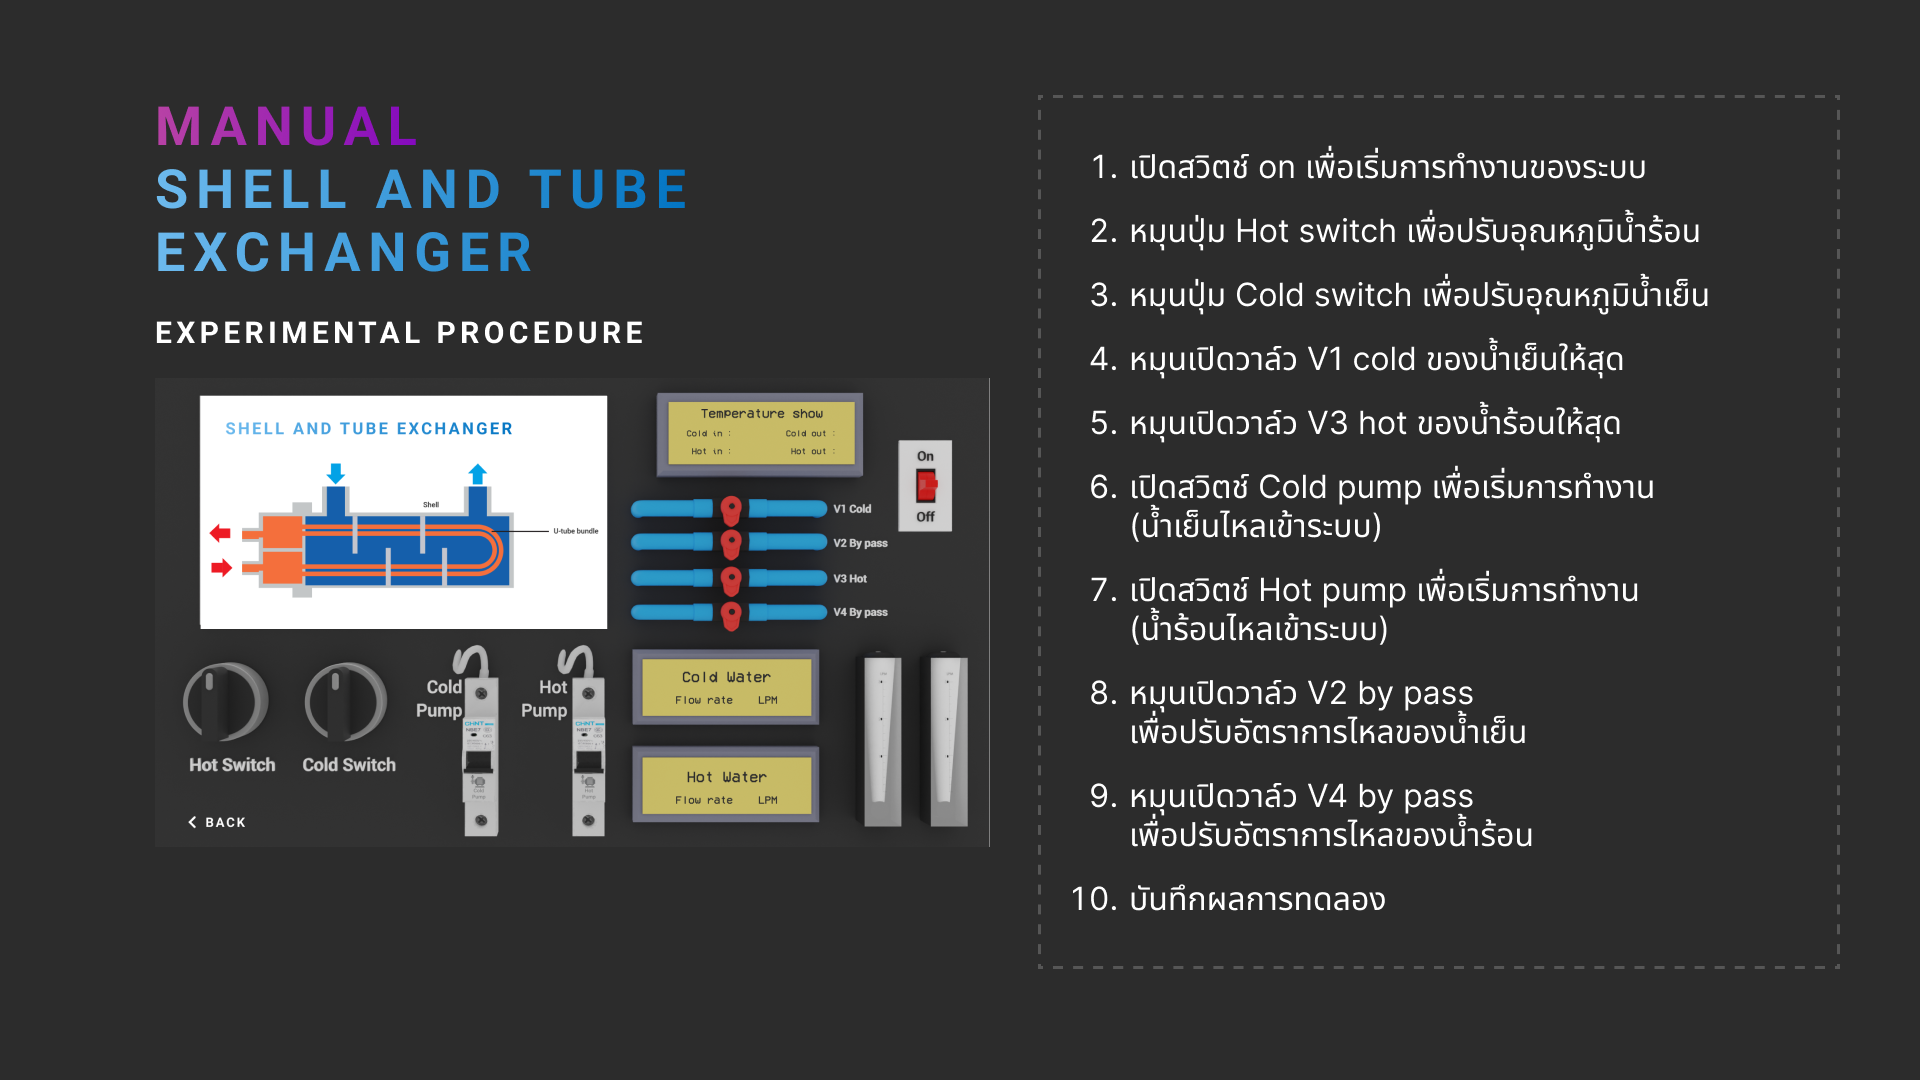 MANUAL
SHELL AND TUBE
EXCHANGER
EXPERIMENTAL PROCEDURE
SHELL AND TUBE EXCHANGER
Shell
U-tube bundle
Temperature show
Cold in : Cold out :
Hot in : Hot out :
On
Off
V1 Cold
V2 By pass
V3 Hot
V4 By pass
Hot Switch
Cold Switch
Cold
Pump
Hot
Pump
CHNT
CHNT
Cold
Pump
Hot
Pump
Cold Water
Flow rate LPM
Hot Water
Flow rate LPM
BACK
1. เปิดสวิตช์ on เพื่อเริ่มการทำงานของระบบ
2. หมุนปุ่ม Hot switch เพื่อปรับอุณหภูมิน้ำร้อน
3. หมุนปุ่ม Cold switch เพื่อปรับอุณหภูมิน้ำเย็น
4. หมุนเปิดวาล์ว V1 cold ของน้ำเย็นให้สุด
5. หมุนเปิดวาล์ว V3 hot ของน้ำร้อนให้สุด
6. เปิดสวิตช์ Cold pump เพื่อเริ่มการทำงาน
(น้ำเย็นไหลเข้าระบบ)
7. เปิดสวิตช์ Hot pump เพื่อเริ่มการทำงาน
(น้ำร้อนไหลเข้าระบบ)
8. หมุนเปิดวาล์ว V2 by pass
เพื่อปรับอัตราการไหลของน้ำเย็น
9. หมุนเปิดวาล์ว V4 by pass
เพื่อปรับอัตราการไหลของน้ำร้อน
10. บันทึกผลการทดลอง